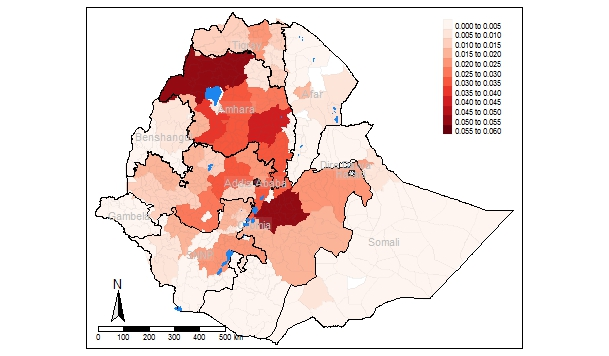 0.000 to 0.005
0.005 to 0.010
0.010 to 0.015
0.015 to 0.020
0.020 to 0.025
0.025 to 0.030
0.030 to 0.035
0.035 to 0.040
0.040 to 0.045
0.045 to 0.050
0.050 to 0.055
0.055 to 0.060
Afar
Amhara
Benshangul
Addis Ababa
Gambela
Somali
N
0 100 200 300 400 500 km